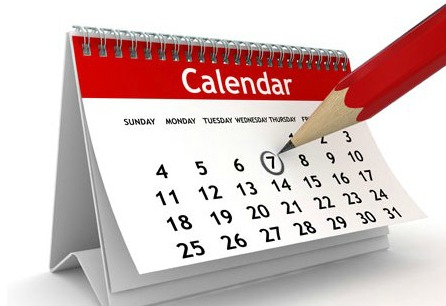 Calendar
SUNDAY MONDAY TUESDAY WEDNESDAY THURSDAY
1 2 3
4 5 6 7 8 9 10
11 12 13 14 15 16 17
18 19 20 21 22 23 24
25 26 27 28 29 30 31